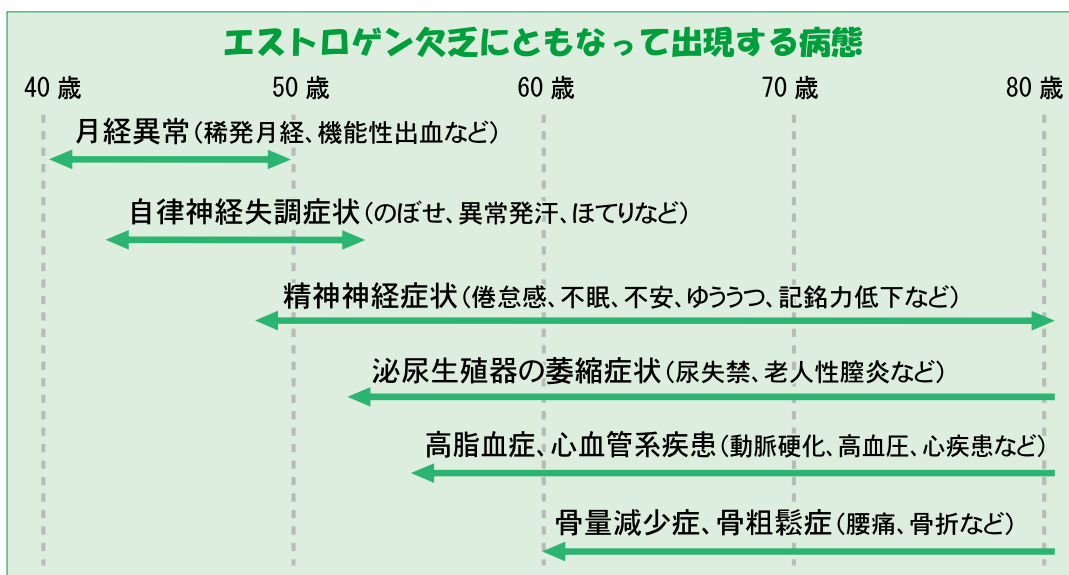 エストロゲン欠乏にともなって出現する病態
40歳 50歳 60歳 70歳 80歳
月経異常（稀発月経、機能性出血など）
自律神経失調症状（のぼせ、異常発汗、ほてりなど）
精神神経症状（倦怠感、不眠、不安、ゆううつ、記銘力低下など）
泌尿生殖器の萎縮症状（尿失禁、老人性膣炎など）
高脂血症、心血管系疾患（動脈硬化、高血圧、心疾患など）
骨量減少症、骨粗鬆症（腰痛、骨折など）